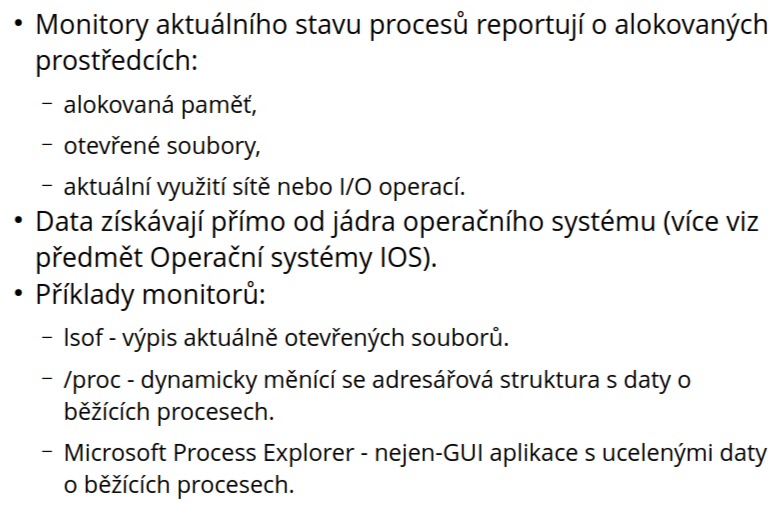 • Monitory aktuálního stavu procesů reportují o alokovaných
prostředcích:
– alokovaná paměť,
– otevřené soubory,
– aktuální využití sítě nebo I/O operací.
• Data získávají přímo od jádra operačního systému (více viz
předmět Operační systémy IOS).
• Příklady monitorů:
– lsof - výpis aktuálně otevřených souborů.
– /proc - dynamicky měnící se adresářová struktura s daty o
běžících procesech.
– Microsoft Process Explorer - nejen-GUI aplikace s ucelenými daty
o běžících procesech.